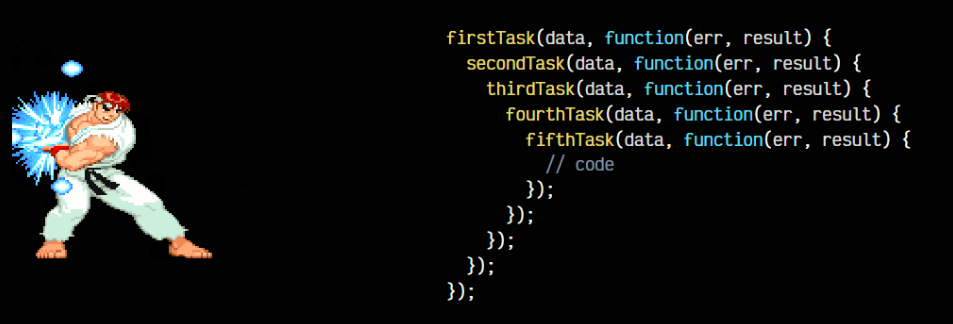 firstTask(data, function(err, result) {
  secondTask(data, function(err, result) {
    thirdTask(data, function(err, result) {
      fourthTask(data, function(err, result) {
        fifthTask(data, function(err, result) {
          // code
        });
      });
    });
  });
});